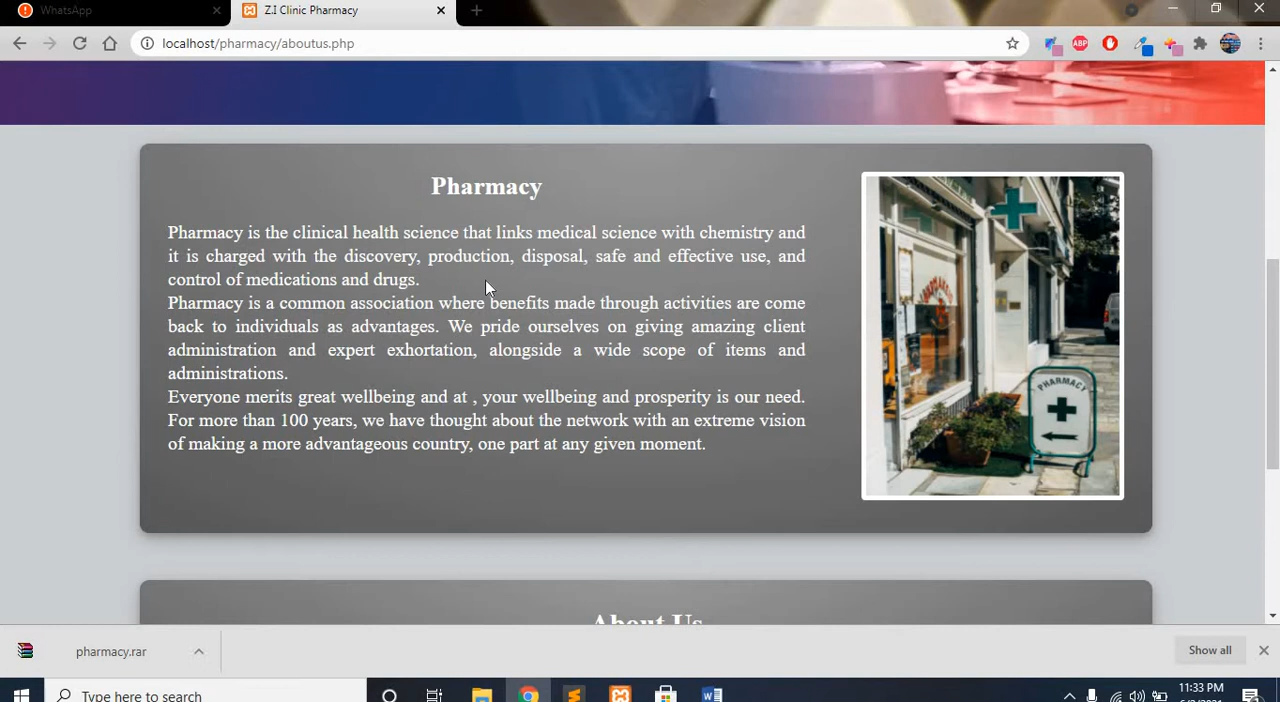 WhatsApp
Z.I Clinic Pharmacy
localhost/pharmacy/aboutus.php
ABP
Pharmacy
Pharmacy is the clinical health science that links medical science with chemistry and
it is charged with the discovery, production, disposal, safe and effective use, and
control of medications and drugs.
Pharmacy is a common association where benefits made through activities are come
back to individuals as advantages. We pride ourselves on giving amazing client
administration and expert exhortation, alongside a wide scope of items and
administrations.
Everyone merits great wellbeing and at , your wellbeing and prosperity is our need.
For more than 100 years, we have thought about the network with an extreme vision
of making a more advantageous country, one part at any given moment.
PHARMACY
About Us
pharmacy.rar
Show all
Type here to search
11:33 PM